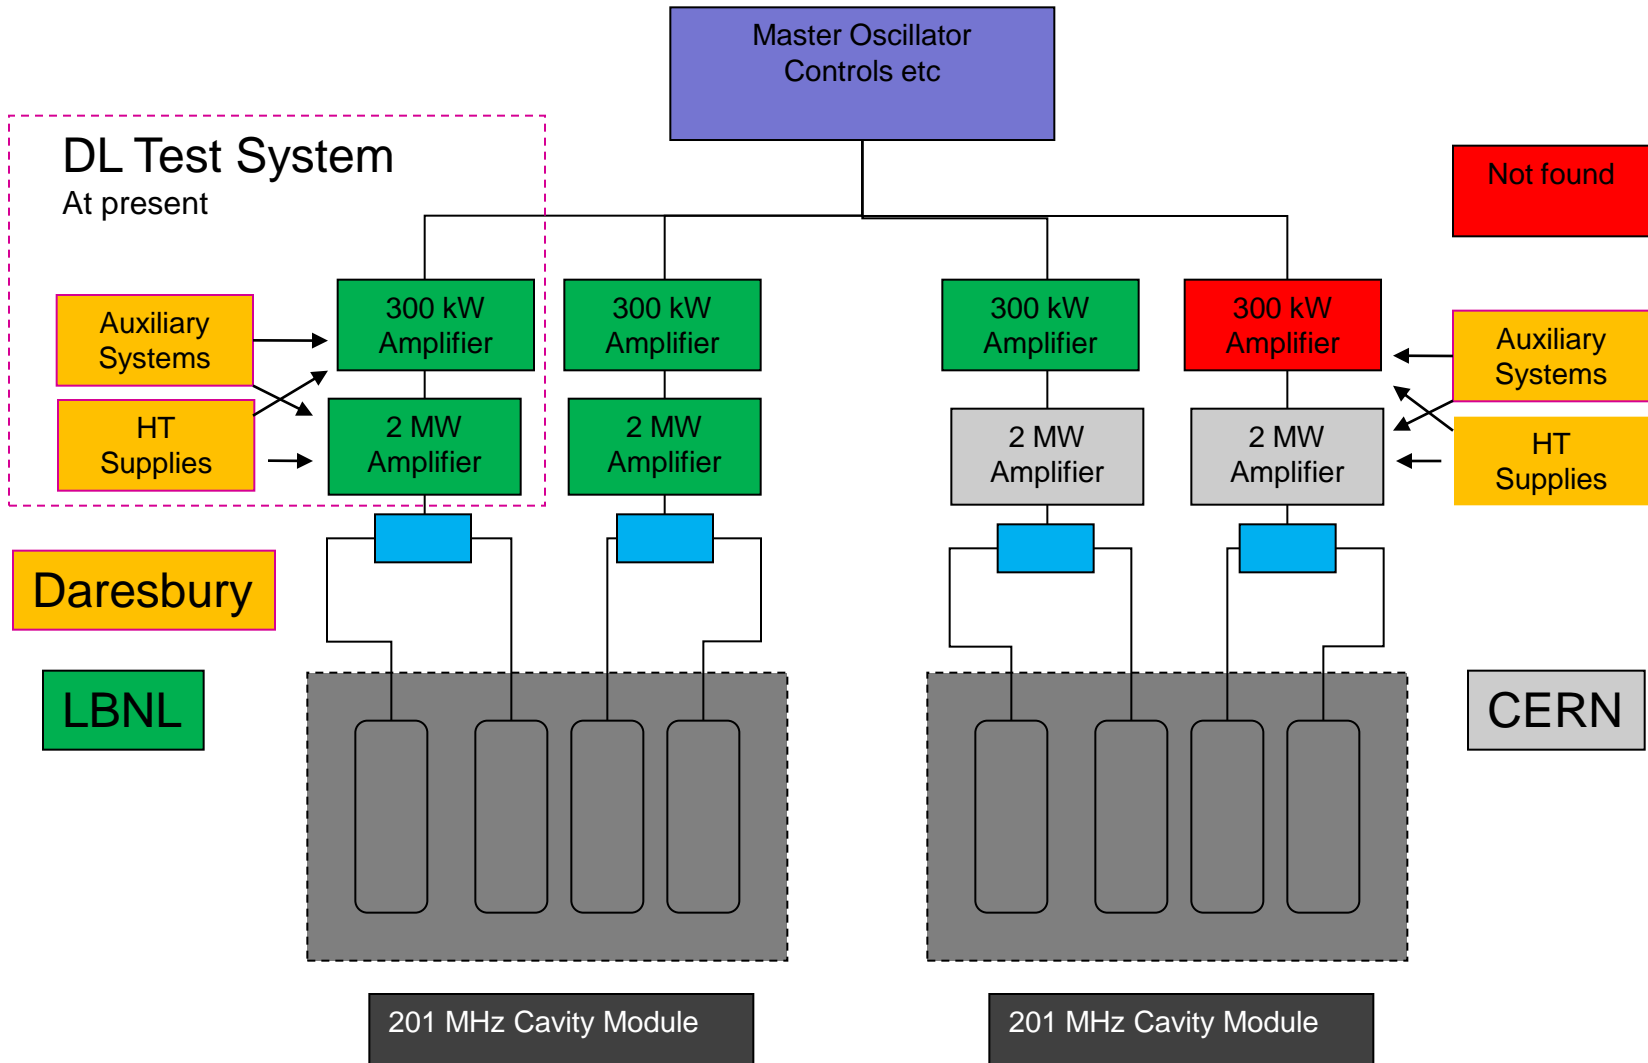 Master Oscillator
Controls etc
DL Test System
At present
Not found
300 kW
Amplifier
300 kW
Amplifier
300 kW
Amplifier
300 kW
Amplifier
Auxiliary
Systems
Auxiliary
Systems
HT
Supplies
2 MW
Amplifier
2 MW
Amplifier
2 MW
Amplifier
2 MW
Amplifier
HT
Supplies
Daresbury
LBNL
CERN
201 MHz Cavity Module
201 MHz Cavity Module